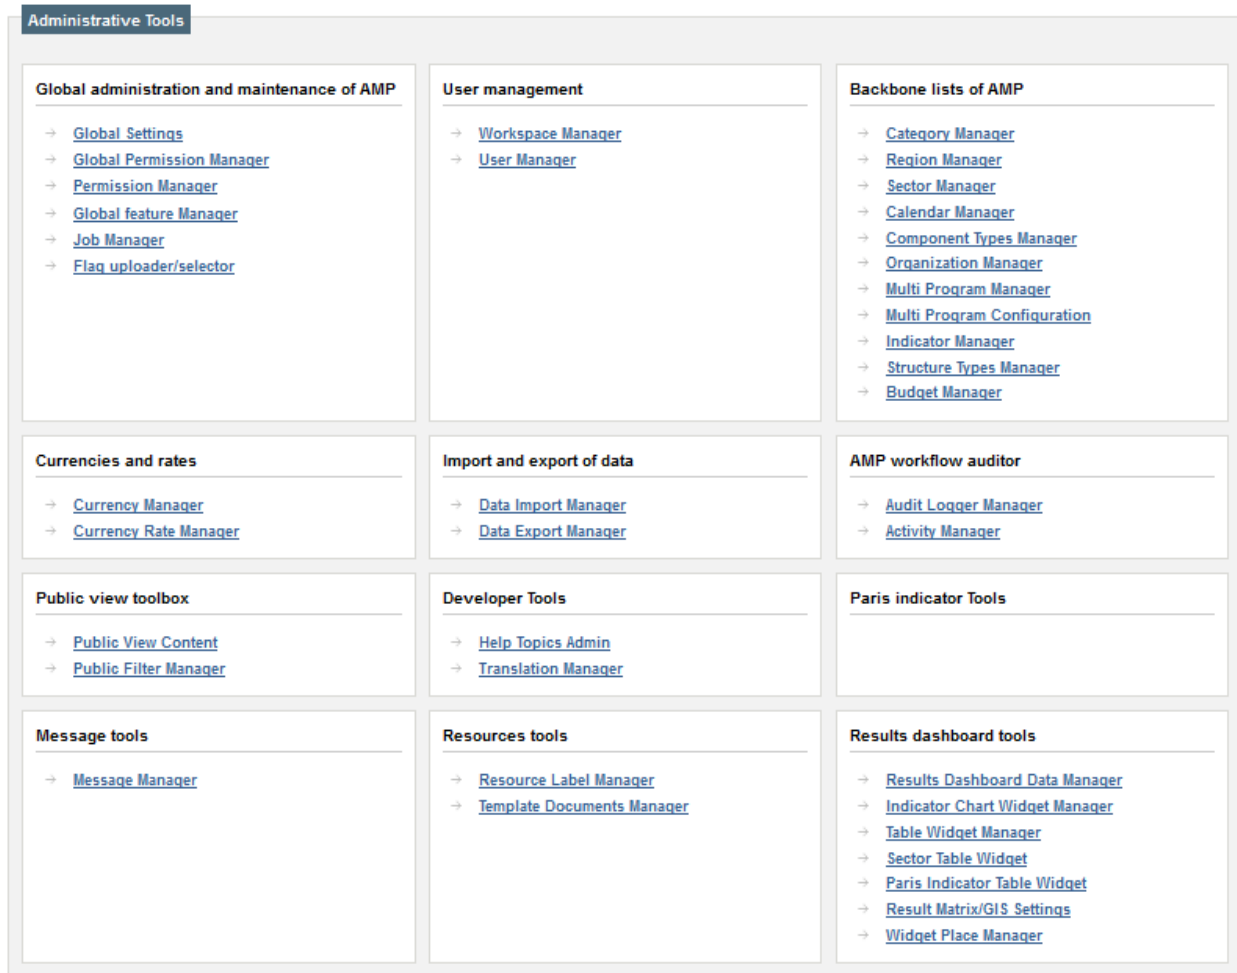 Administrative Tools
Global administration and maintenance of AMP
Global Settings
Global Permission Manager
Permission Manager
Global feature Manager
Job Manager
Flag uploader/selector
User management
Workspace Manager
User Manager
Backbone lists of AMP
Category Manager
Region Manager
Sector Manager
Calendar Manager
Component Types Manager
Organization Manager
Multi Program Manager
Multi Program Configuration
Indicator Manager
Structure Types Manager
Budget Manager
Currencies and rates
Currency Manager
Currency Rate Manager
Import and export of data
Data Import Manager
Data Export Manager
AMP workflow auditor
Audit Logger Manager
Activity Manager
Public view toolbox
Public View Content
Public Filter Manager
Developer Tools
Help Topics Admin
Translation Manager
Paris indicator Tools
Message tools
Message Manager
Resources tools
Resource Label Manager
Template Documents Manager
Results dashboard tools
Results Dashboard Data Manager
Indicator Chart Widget Manager
Table Widget Manager
Sector Table Widget
Paris Indicator Table Widget
Result Matrix/GIS Settings
Widget Place Manager